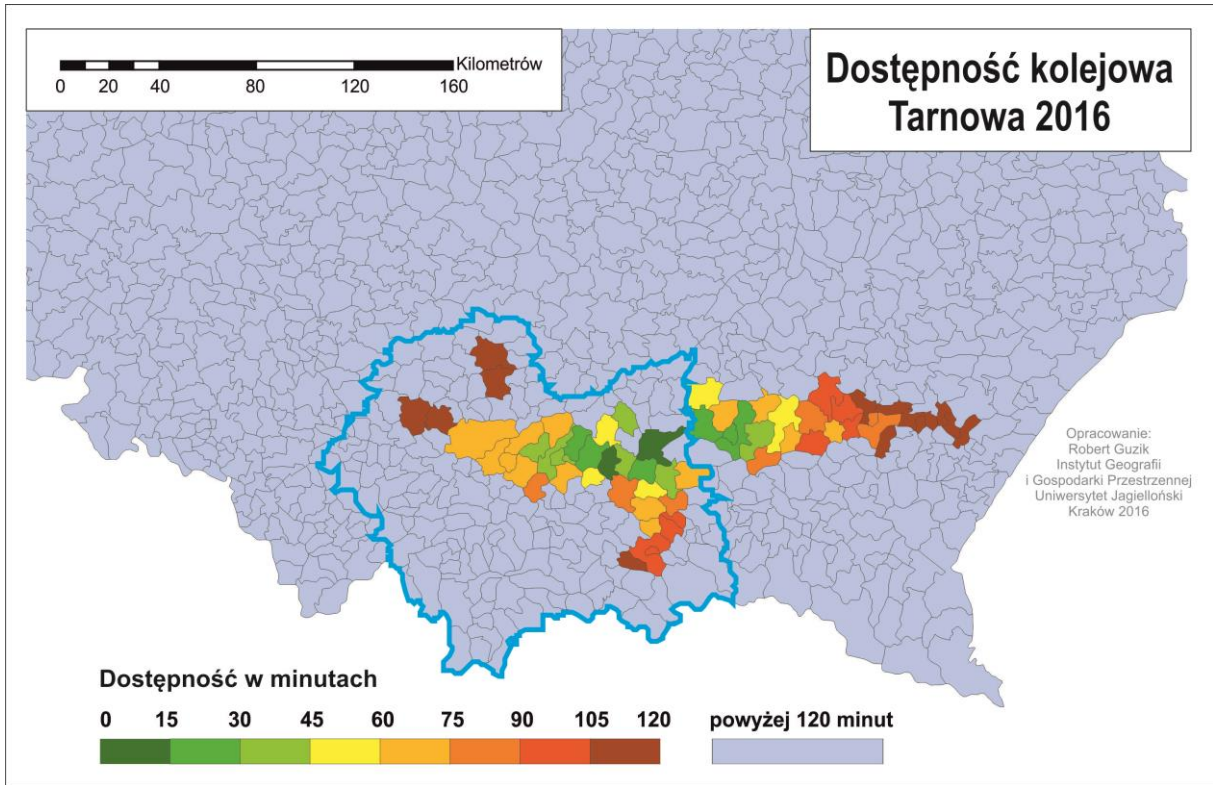 Kilometrów
0 20 40 80 120 160
Dostępność kolejowa
Tarnowa 2016
Opracowanie:
Robert Guzik
Instytut Geografii
i Gospodarki Przestrzennej
Uniwersytet Jagielloński
Kraków 2016
Dostępność w minutach
0 15 30 45 60 75 90 105 120 powyżej 120 minut